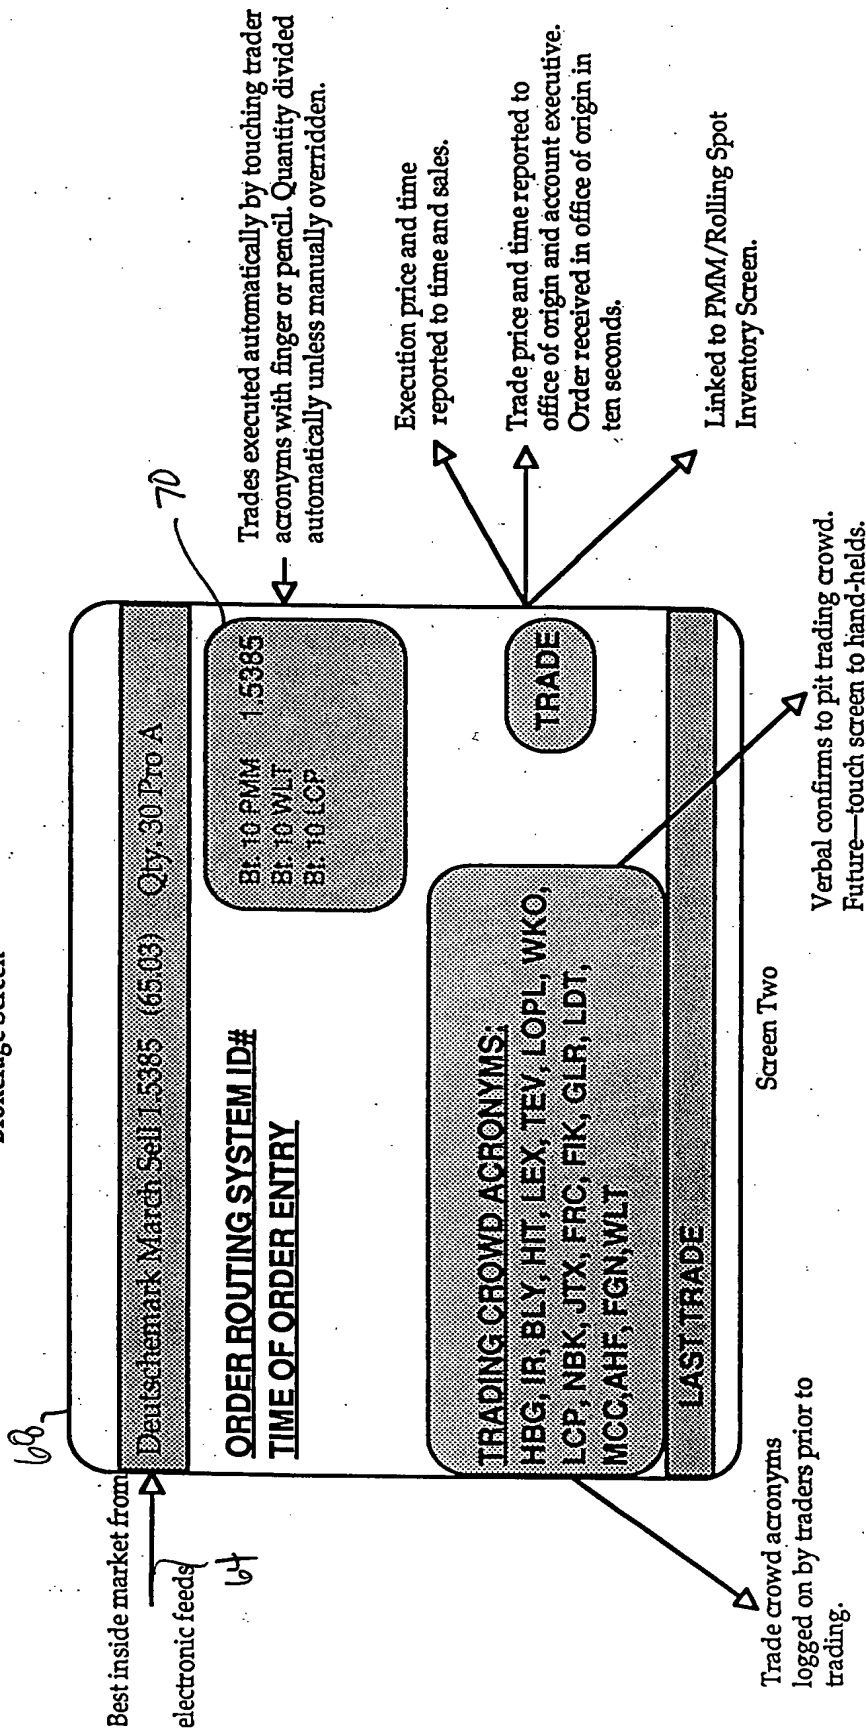 68
Best inside market from
electronic feeds
64
Deutschemark March Sell 1.5385 (65.03) Qty. 30 Pro A
ORDER ROUTING SYSTEM ID#
TIME OF ORDER ENTRY
Bt. 10 PMM 1.5385
Bt. 10 WLT
Bt. 10 LCP
70
Trades executed automatically by touching trader
acronyms with finger or pencil. Quantity divided
automatically unless manually overridden.
TRADING CROWD ACRONYMS:
HBG, IR, BLY, HIT, LEX, TEV, LOPL, WKO,
LCP, NBK, JTX, FRC, FIK, GLR, LDT,
MCC,AHF, FGN,WLT
TRADE
Execution price and time
reported to time and sales.
Trade price and time reported to
office of origin and account executive.
Order received in office of origin in
ten seconds.
Linked to PMM/Rolling Spot
Inventory Screen.
LAST TRADE
Trade crowd acronyms
logged on by traders prior to
trading.
Screen Two
Verbal confirms to pit trading crowd.
Future—touch screen to hand-helds.